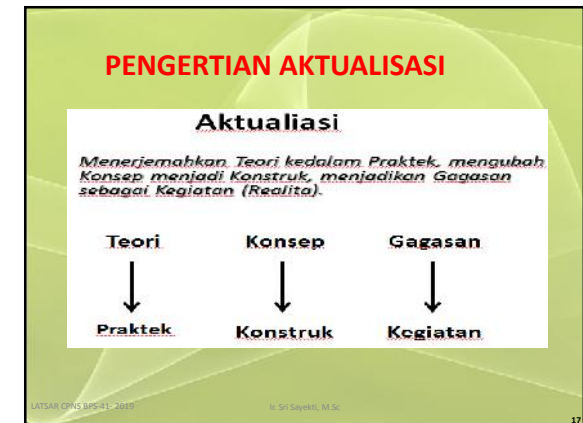 PENGERTIAN AKTUALISASI
Aktualiasi
Menerjemahkan Teori kedalam Praktek, mengubah
Konsep menjadi Konstruk, menjadikan Gagasan
sebagai Kegiatan (Realita).
Teori Konsep Gagasan
Praktek Konstruk Kegiatan
LATSAR CPNS BPS-41- 2019 Ir. Sri Sayekti, M.Sc 17